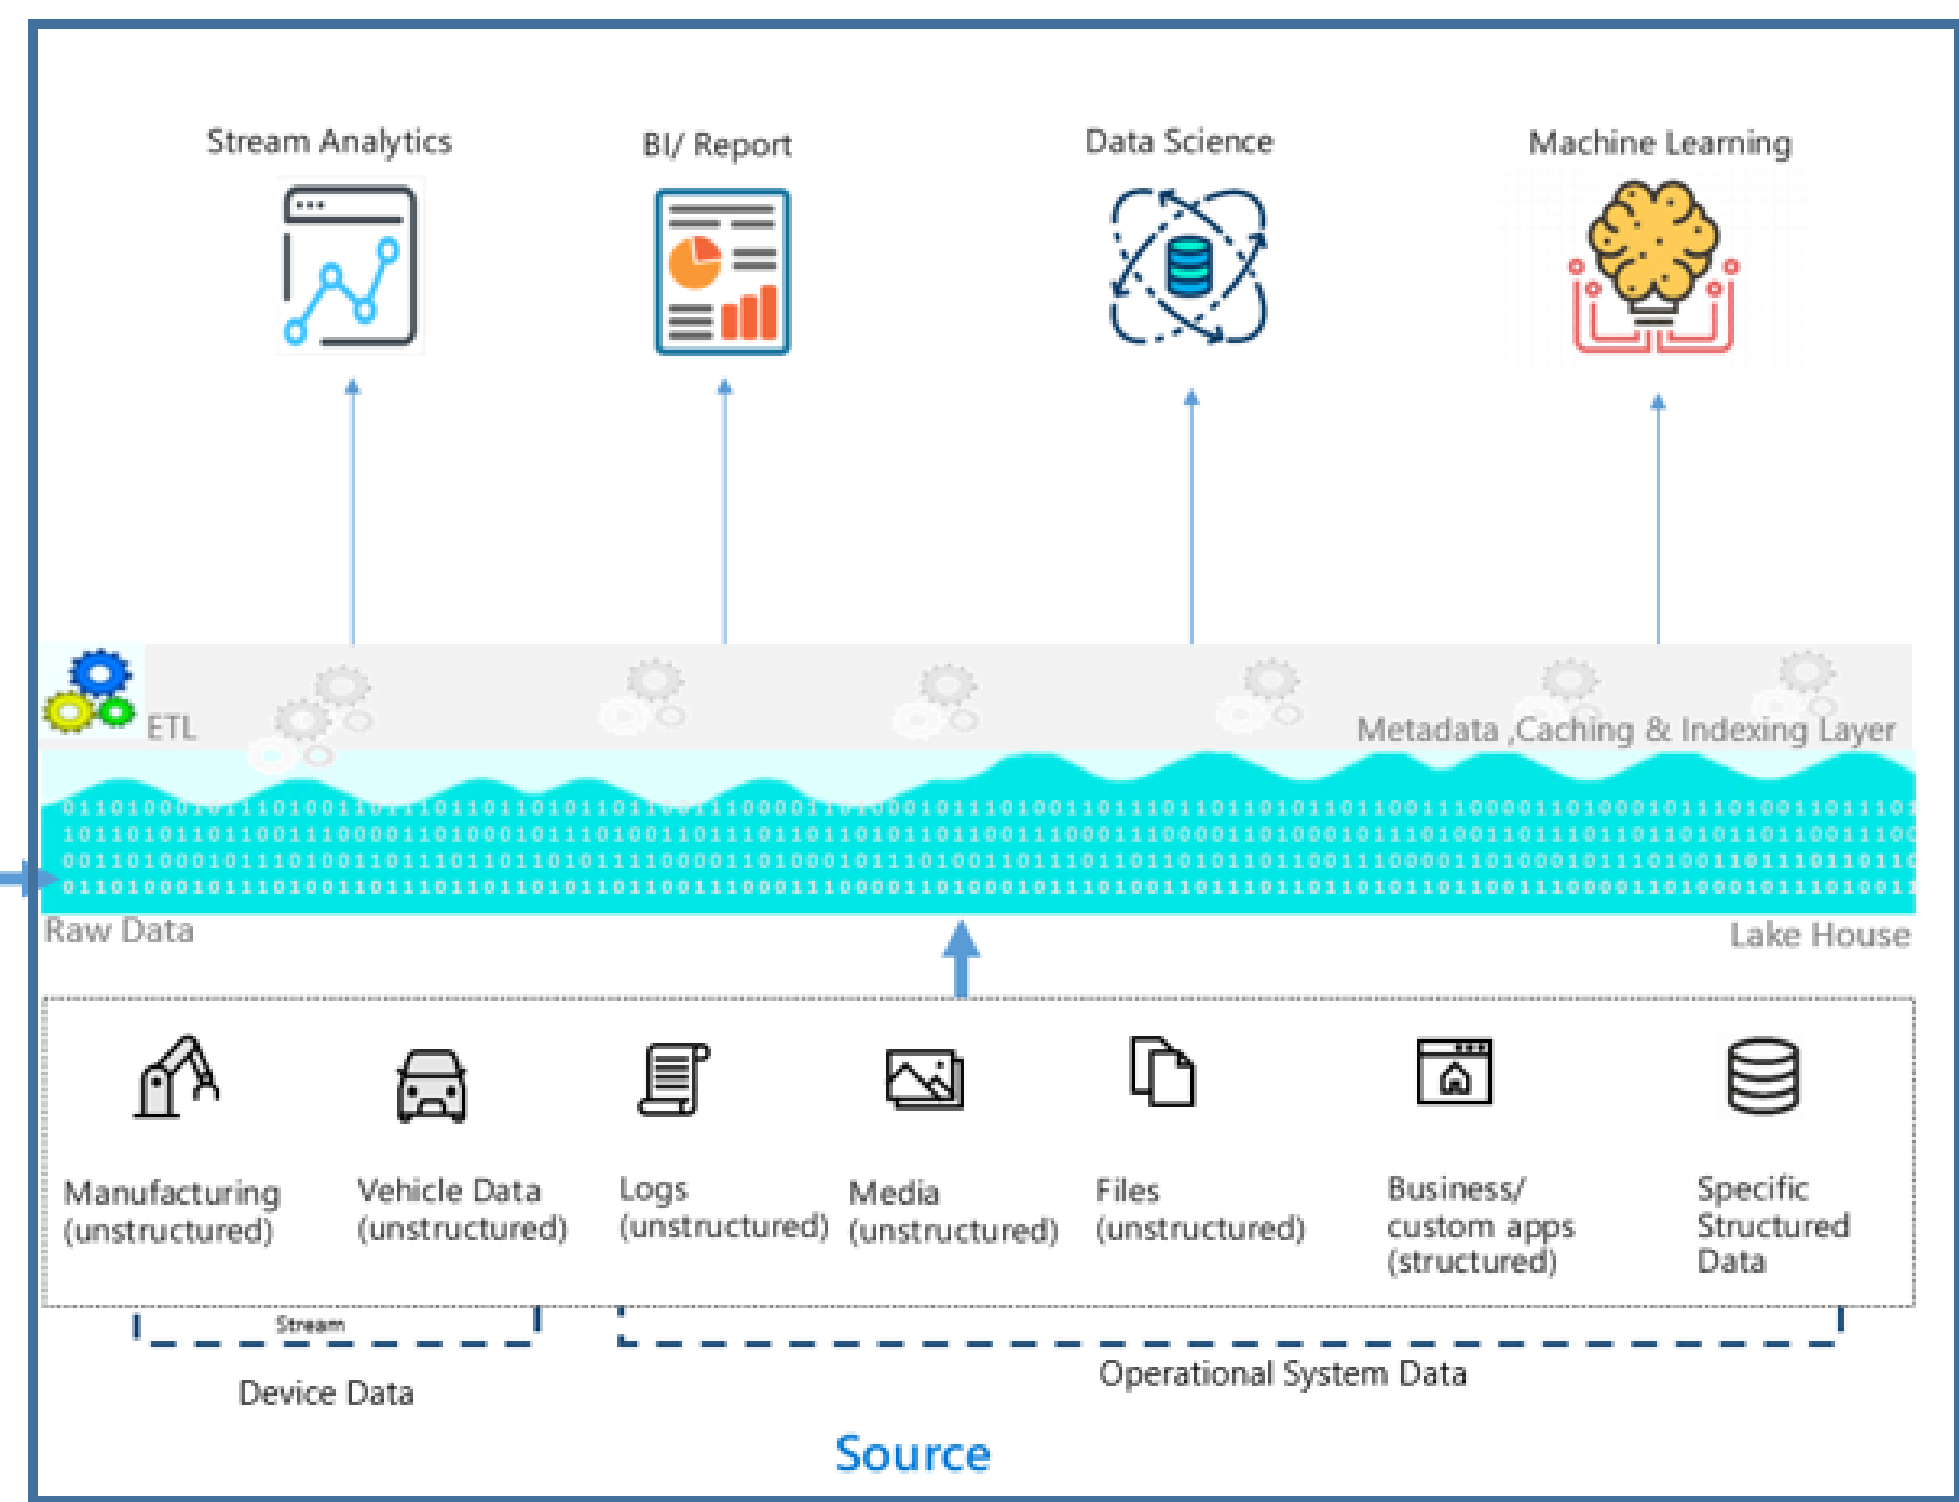 Stream Analytics
BI/ Report
Data Science
Machine Learning
ETL
Metadata ,Caching & Indexing Layer
Raw Data
Lake House
Manufacturing
(unstructured)
Vehicle Data
(unstructured)
Logs
(unstructured)
Media
(unstructured)
Files
(unstructured)
Business/
custom apps
(structured)
Specific
Structured
Data
Stream
Device Data
Operational System Data
Source